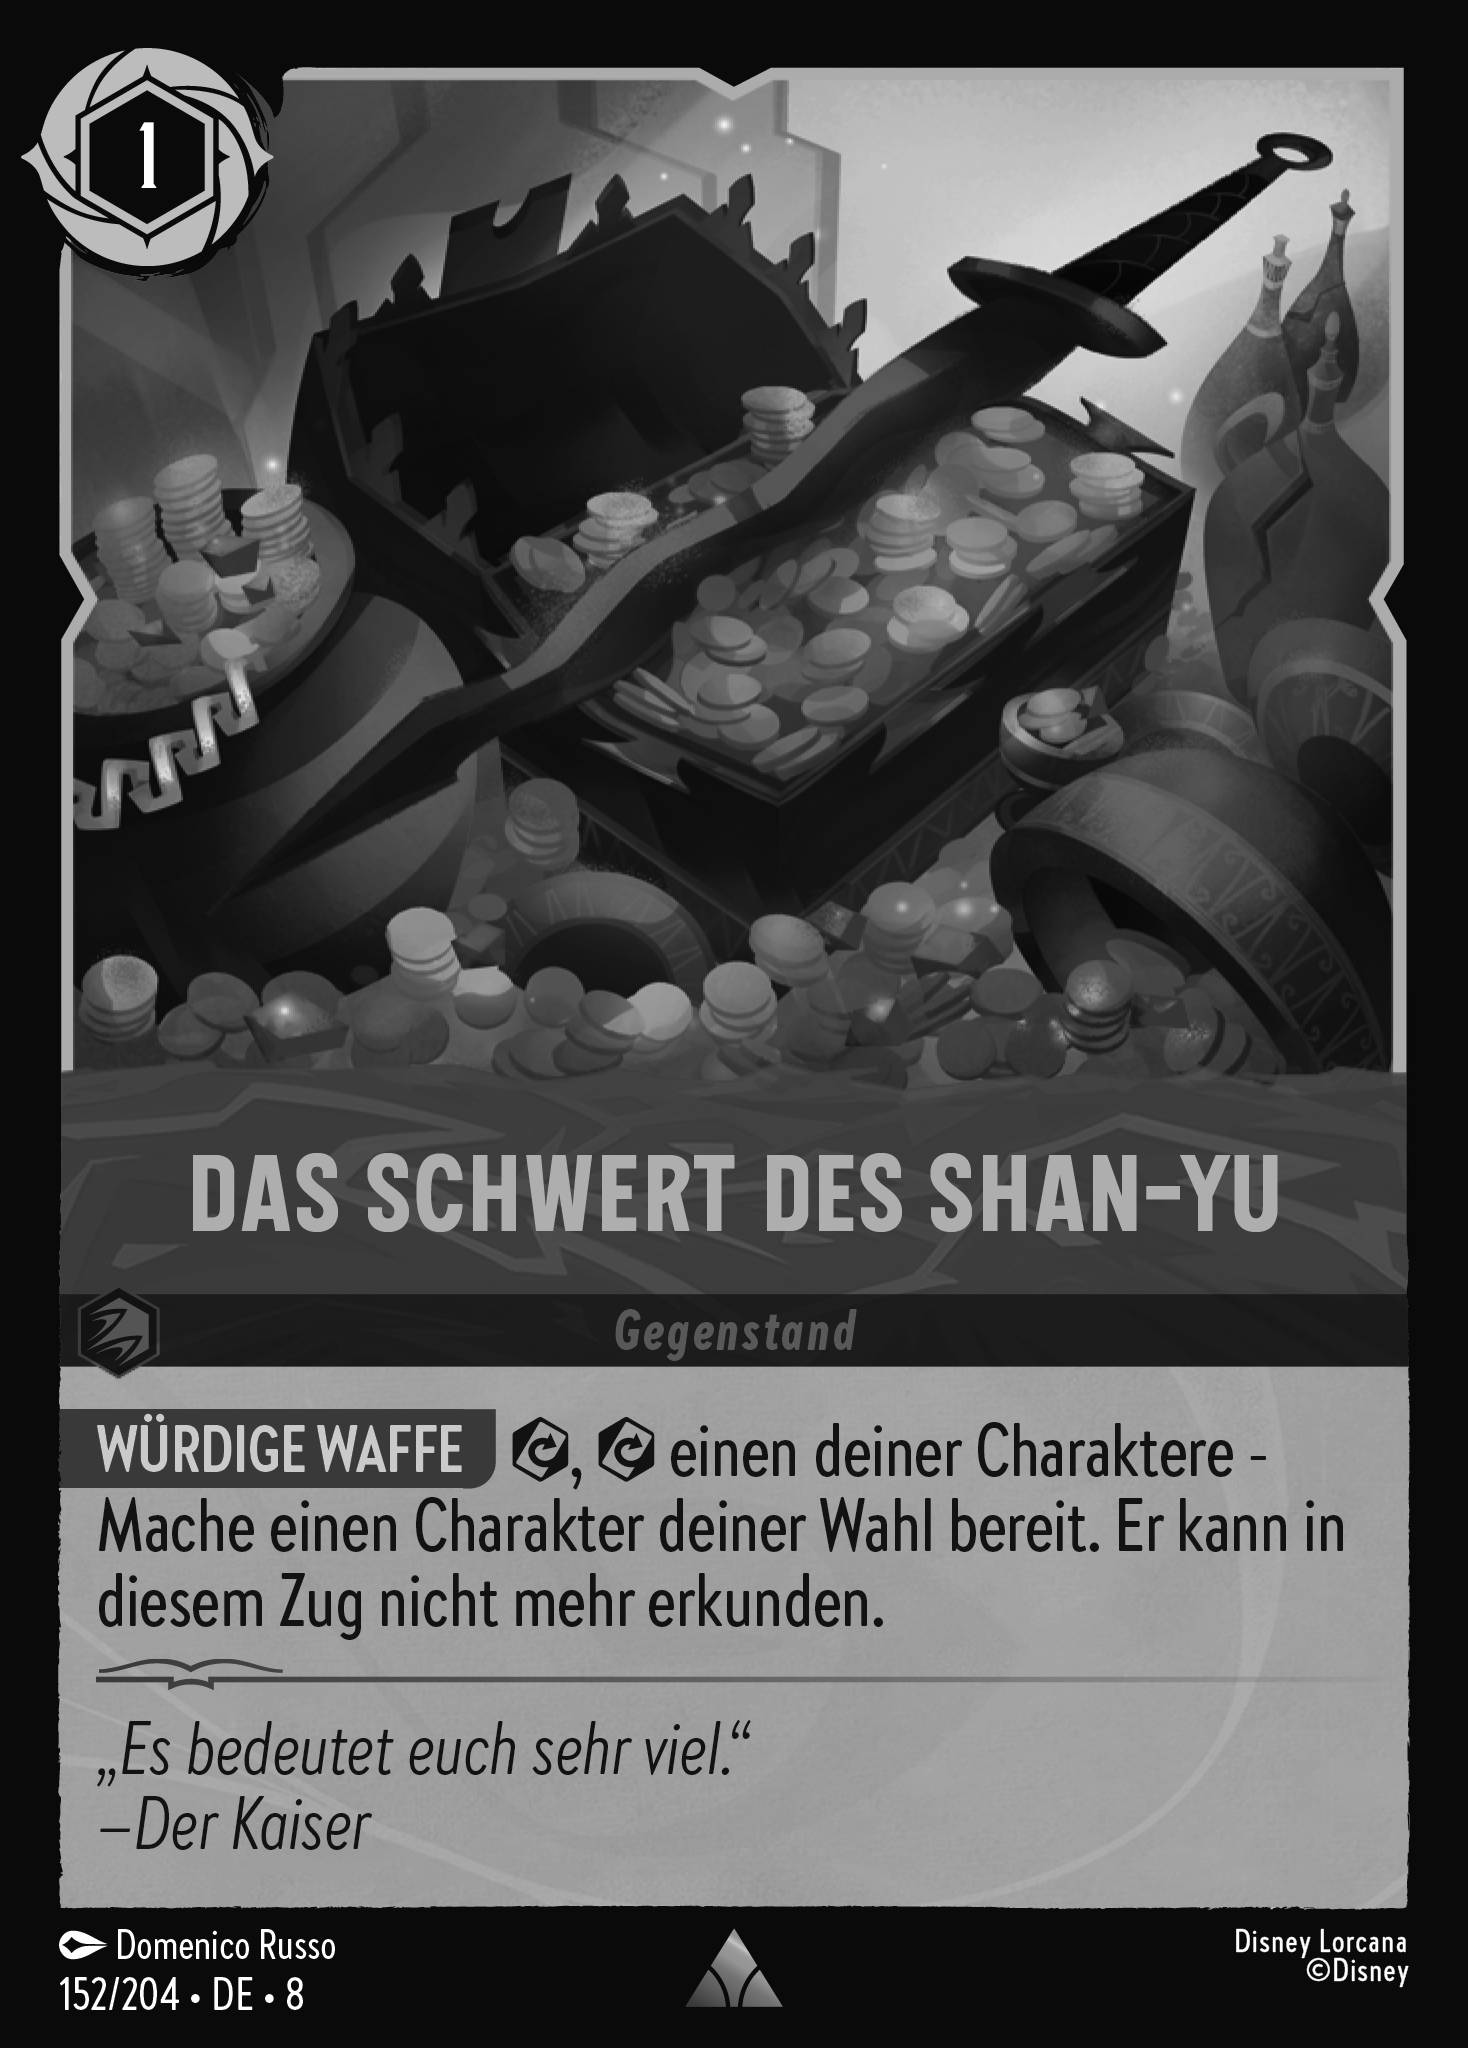 1
DAS SCHWERT DES SHAN-YU
Gegenstand
WÜRDIGE WAFFE , einen deiner Charaktere -
Mache einen Charakter deiner Wahl bereit. Er kann in
diesem Zug nicht mehr erkunden.
„Es bedeutet euch sehr viel.“
–Der Kaiser
Domenico Russo
152/204 • DE • 8
Disney Lorcana
©Disney